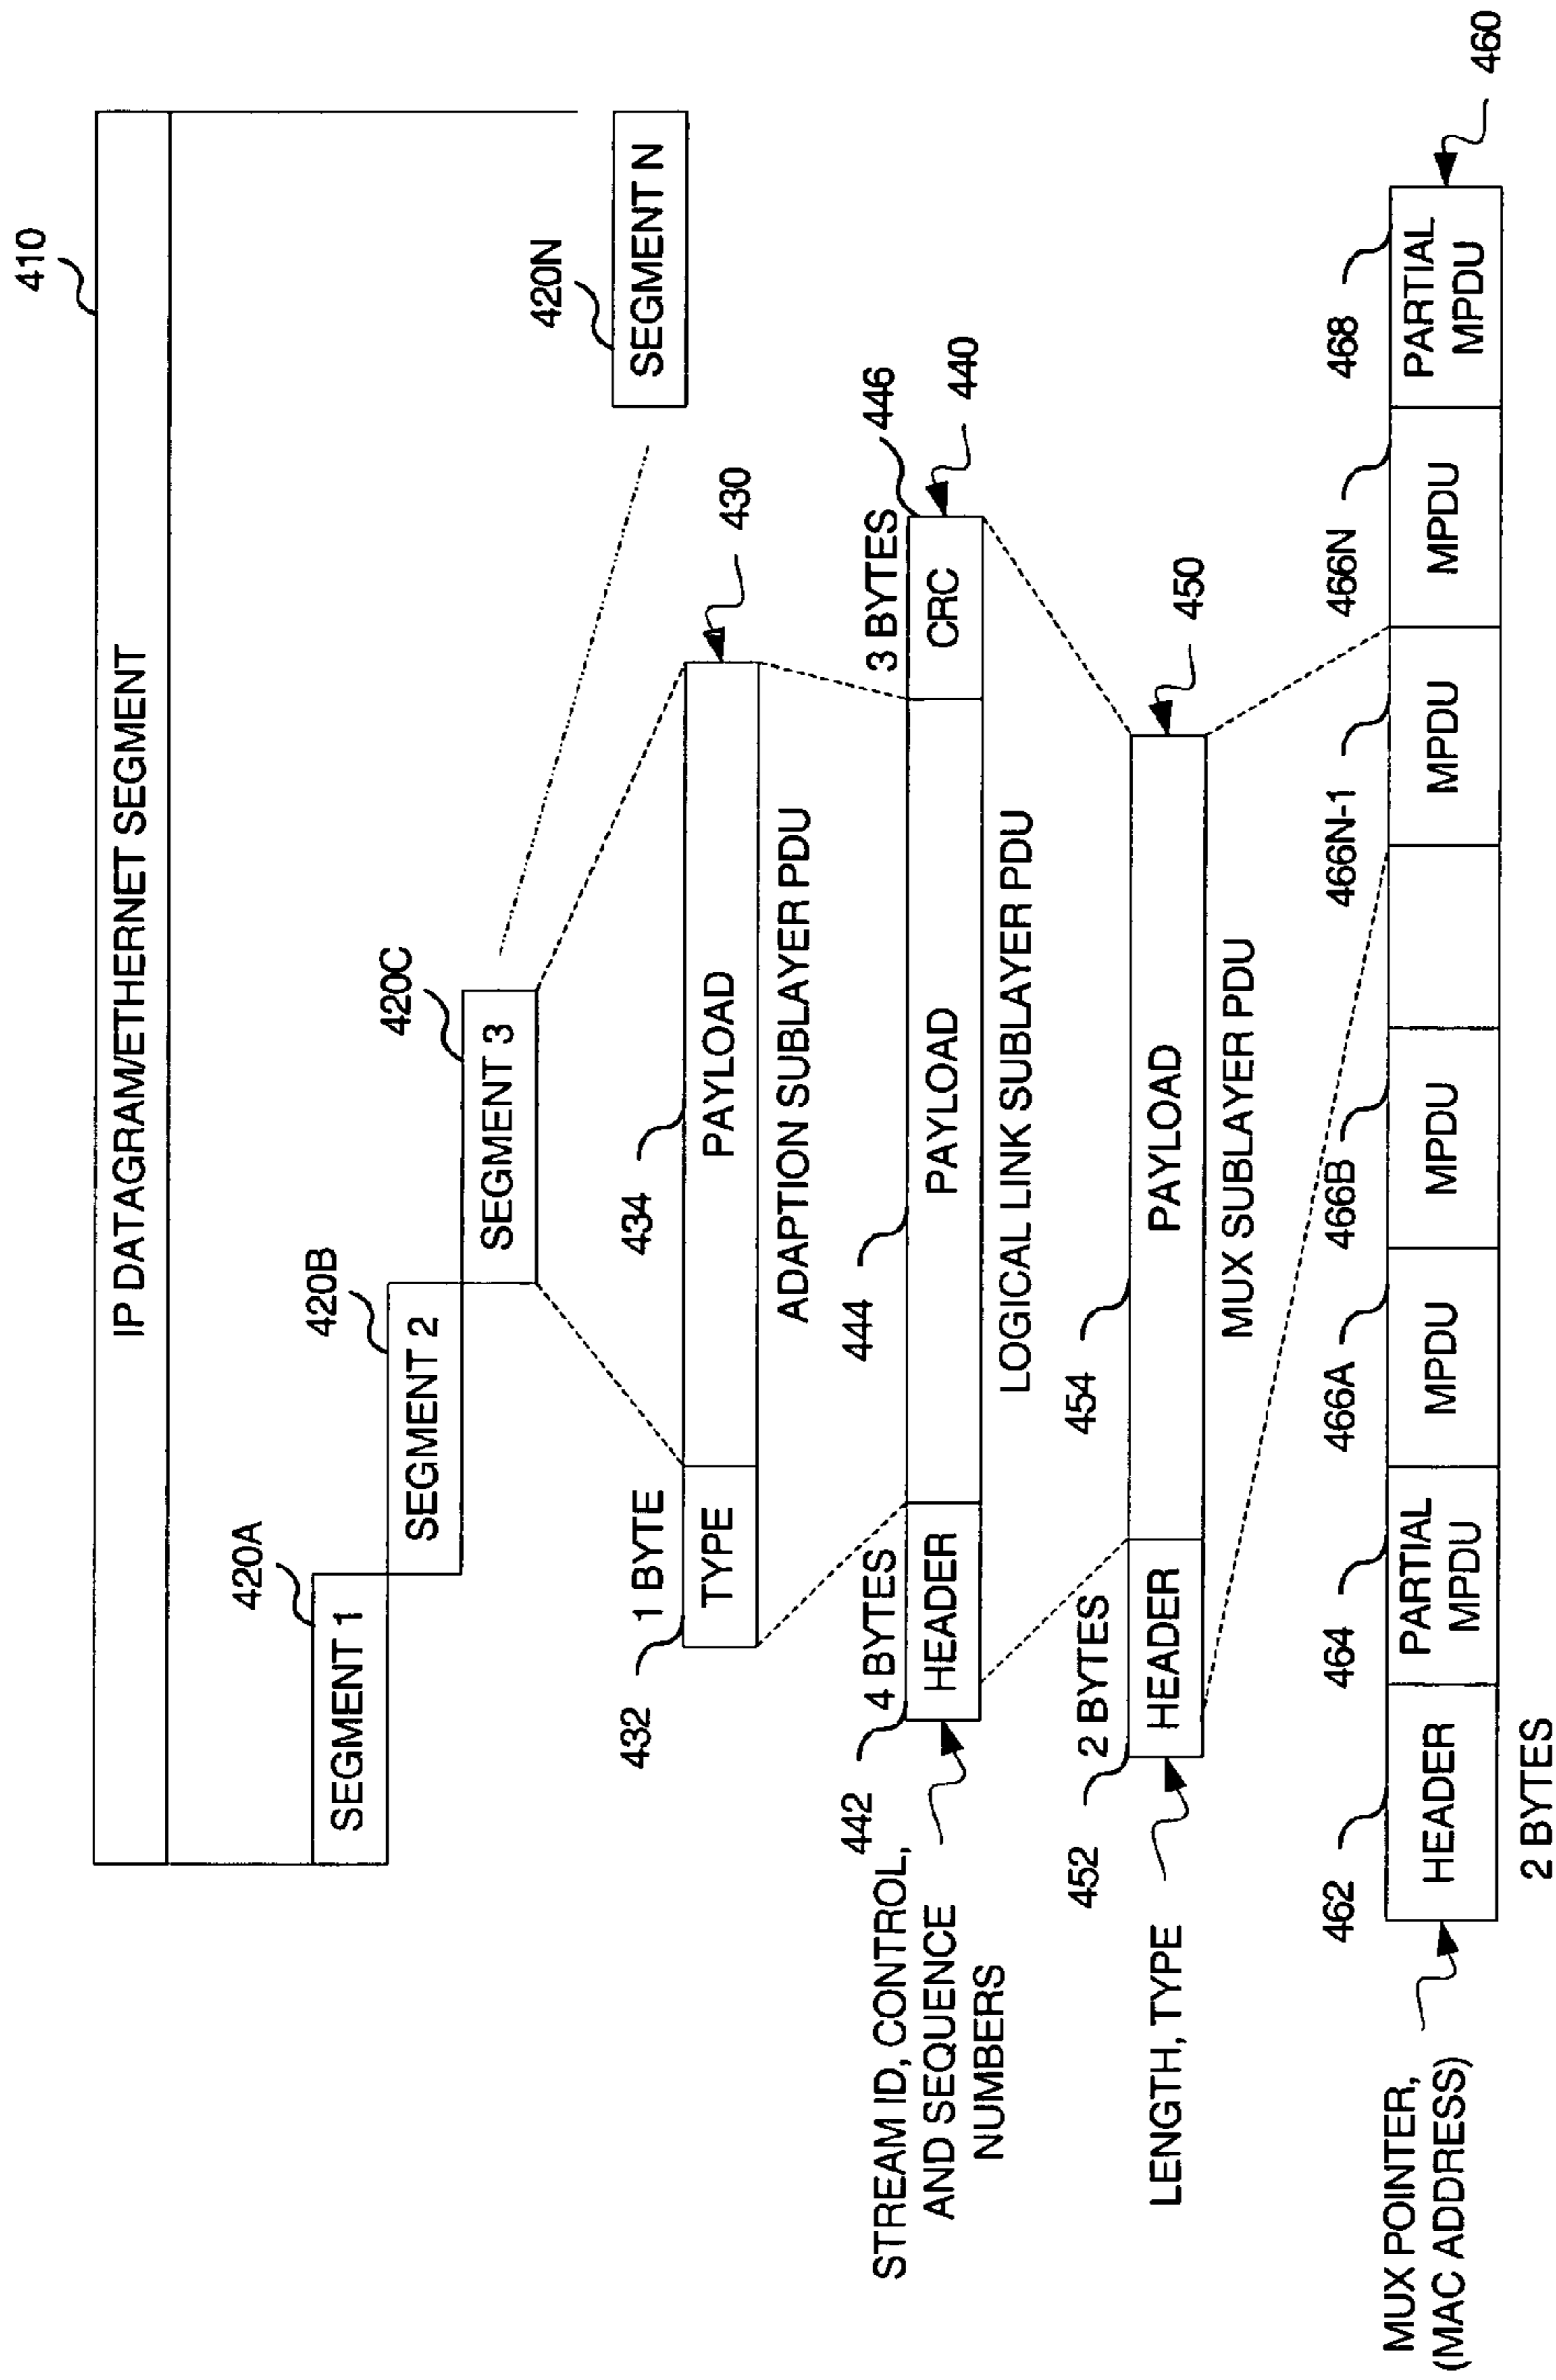 410
IP DATAGRAM/ETHERNET SEGMENT
420A
SEGMENT 1
420B
SEGMENT 2
420C
SEGMENT 3
420N
SEGMENT N
432
1 BYTE
434
430
TYPE
PAYLOAD
ADAPTION SUBLAYER PDU
442
4 BYTES
444
3 BYTES
446
440
HEADER
PAYLOAD
CRC
STREAM ID, CONTROL,
AND SEQUENCE
NUMBERS
LOGICAL LINK SUBLAYER PDU
452
2 BYTES
454
450
HEADER
PAYLOAD
LENGTH, TYPE
MUX SUBLAYER PDU
462
464
466A
466B
466N-1
466N
468
460
HEADER
PARTIAL
MPDU
MPDU
MPDU
MPDU
MPDU
PARTIAL
MPDU
MUX POINTER,
(MAC ADDRESS)
2 BYTES